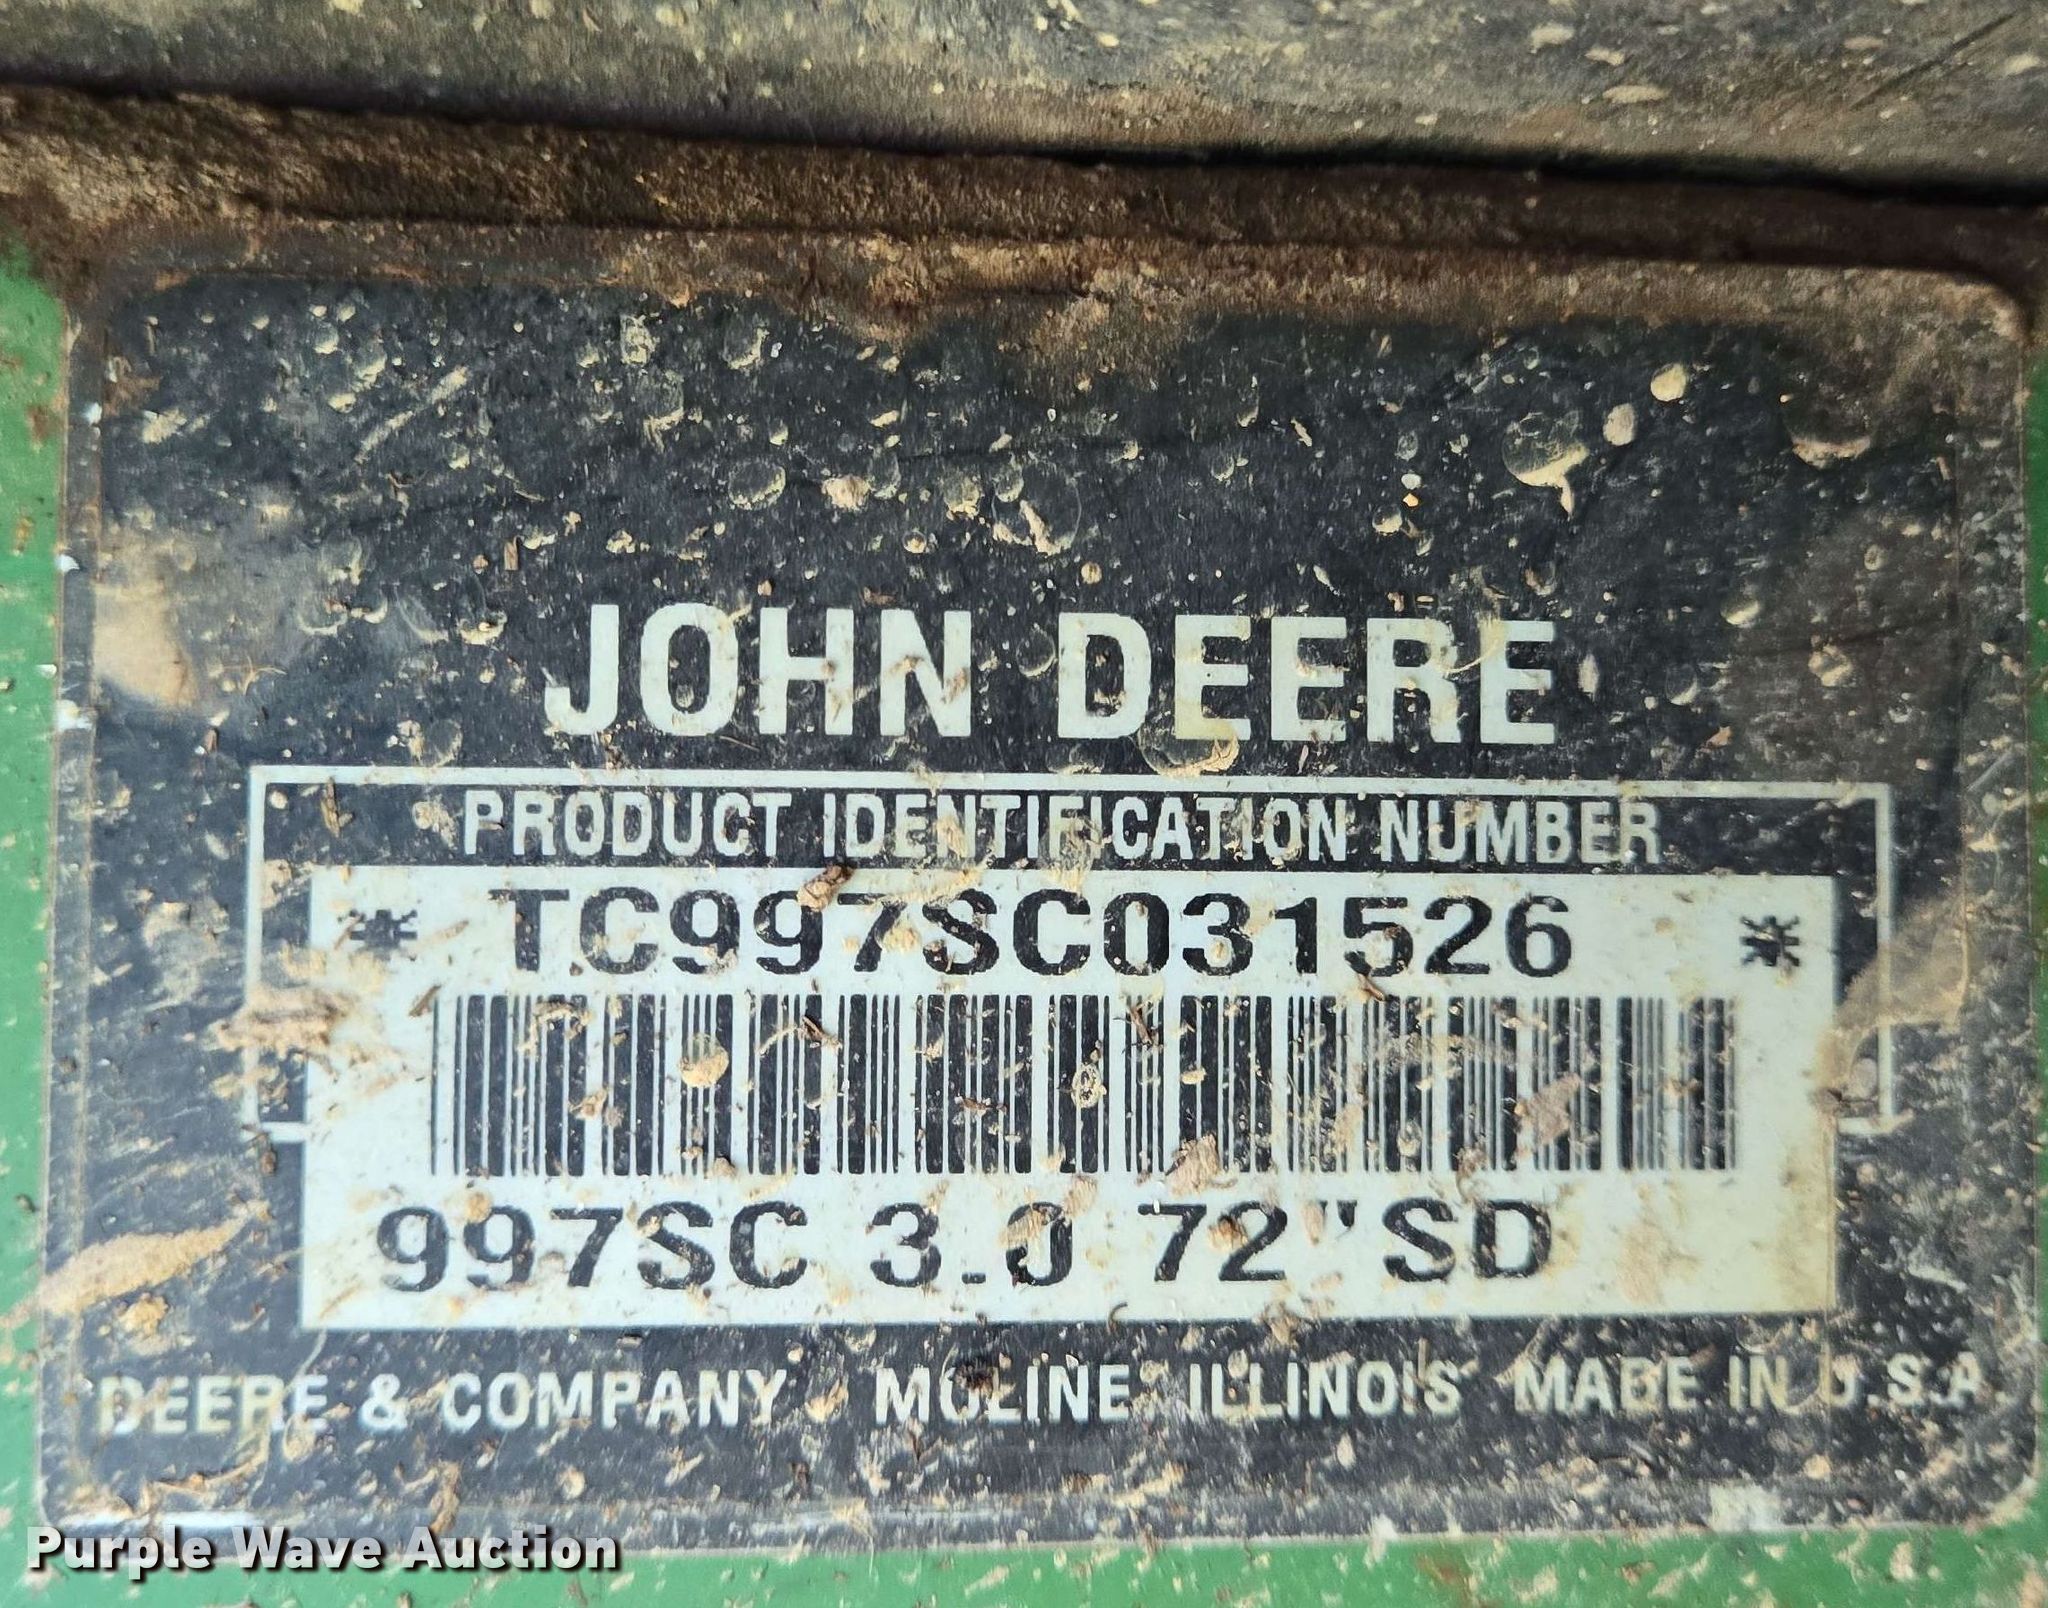 JOHN DEERE
PRODUCT IDENTIFICATION NUMBER
* TC997SC031526 *
997SC 3.0 72"SD
DEERE & COMPANY MOLINE, ILLINOIS MADE IN U.S.A.
Purple Wave Auction